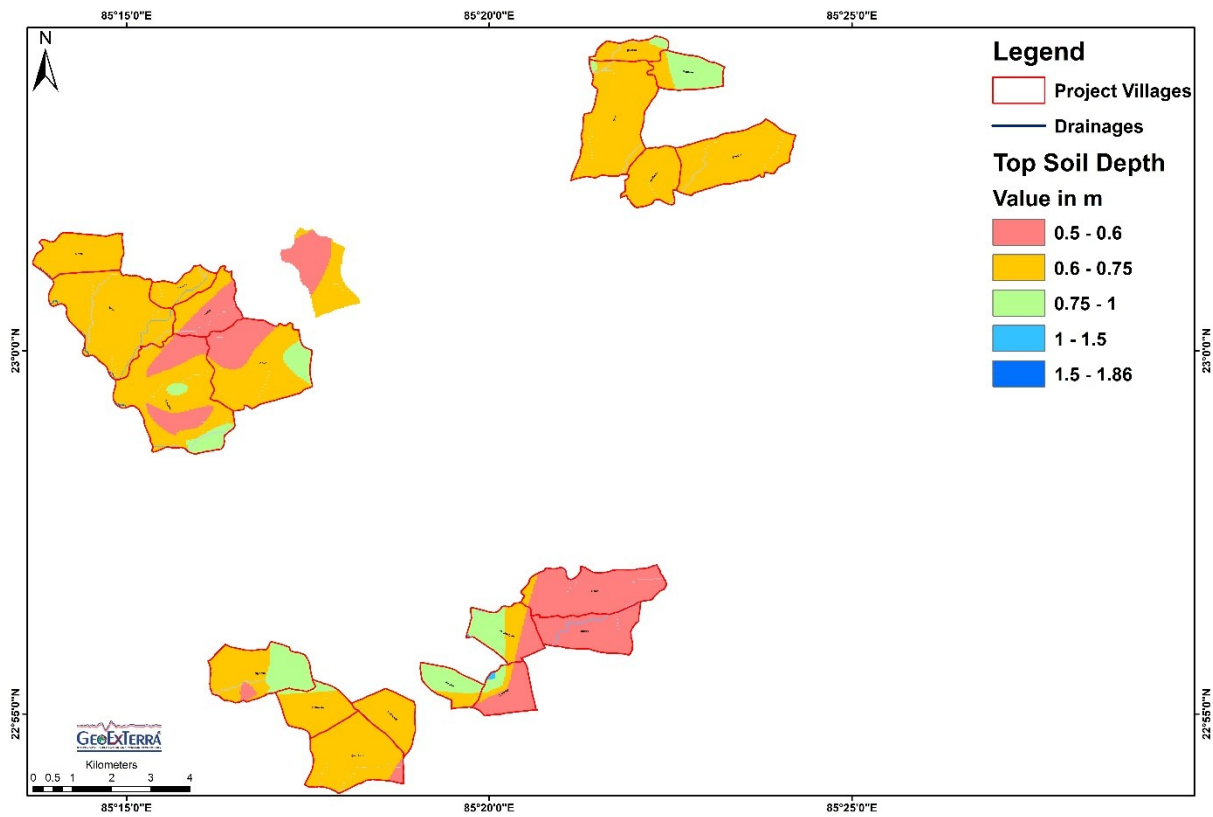 85°15'0"E
85°20'0"E
85°25'0"E
N
Legend
Project Villages
Drainages
Top Soil Depth
Value in m
0.5 - 0.6
0.6 - 0.75
0.75 - 1
1 - 1.5
1.5 - 1.86
23°0'0"N
23°0'0"N
22°55'0"N
22°55'0"N
GEOEXTERRA
Kilometers
0 0.5 1 2 3 4
85°15'0"E
85°20'0"E
85°25'0"E